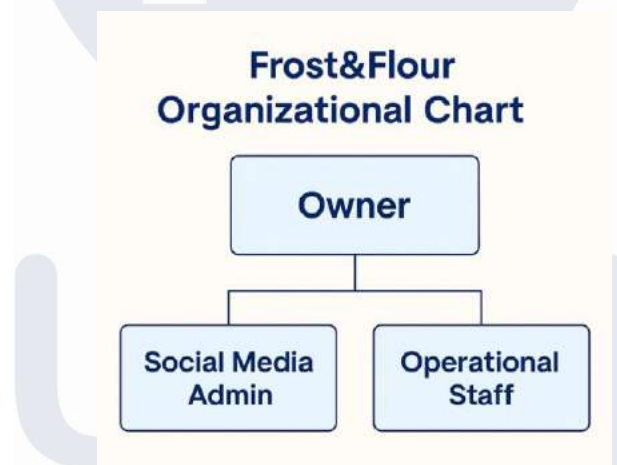 Frost&Flour
Organizational Chart
Owner
Social Media
Admin
Operational
Staff